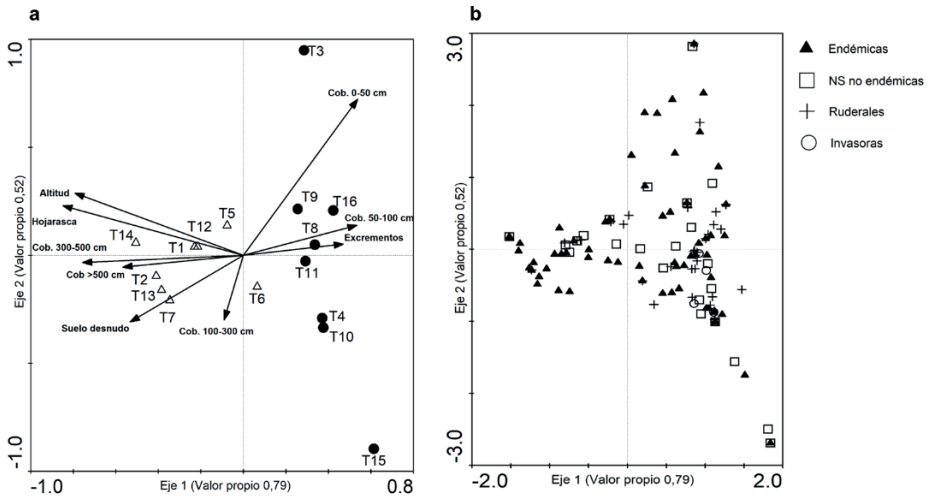 a
b
1.0
T3
Cob. 0-50 cm
Eje 2 (Valor propio 0,52)
Altitud
Hojarasca
Cob. 300-500 cm
Cob >500 cm
T14
T12
T5
T1
T9
T16
T8
Cob. 50-100 cm
Excrementos
T11
T2
T13
T7
T6
T4
T10
Suelo desnudo
Cob. 100-300 cm
T15
-1.0
-1.0
Eje 1 (Valor propio 0,79)
0.8
3.0
Eje 2 (Valor propio 0,52)
-3.0
-2.0
Eje 1 (Valor propio 0,79)
2.0
Endémicas
NS no endémicas
Ruderales
Invasoras